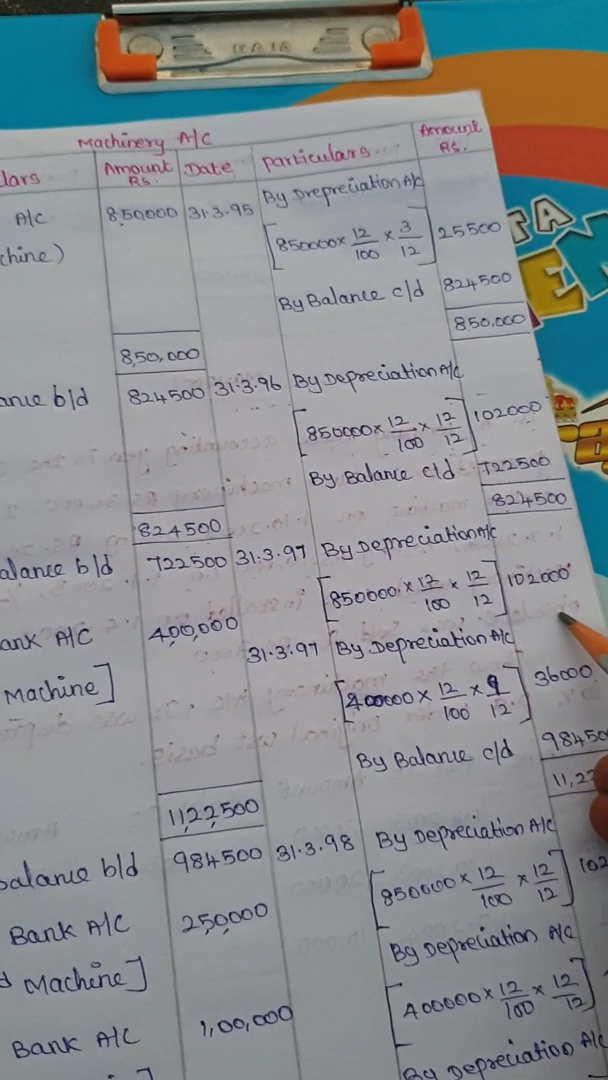 Machinery A/C
lars Amount Rs. Date Particulars Amount Rs.
A/C 8,50,000 31.3.95 By Depreciation A/c
chine) [850000 × 12/100 × 3/12] 25500
By Balance c/d 824500
8,50,000 850,000
ance b/d 824500 31.3.96 By Depreciation A/c
[850000 × 12/100 × 12/12] 102000
By Balance c/d 722500
824500 824500
alance b/d 722500 31.3.97 By Depreciation A/c
[850000 × 12/100 × 12/12] 102000
ank A/C 4,00,000 31.3.97 By Depreciation A/c
Machine] [400000 × 12/100 × 9/12] 36000
By Balance c/d 98450
11,22,500 11,2
balance b/d 984500 31.3.98 By Depreciation A/c
[850000 × 12/100 × 12/12] 102
Bank A/C 2,50,000 By Depreciation A/c
d Machine] [400000 × 12/100 × 12/12]
Bank A/C 1,00,000
By Depreciation A/c